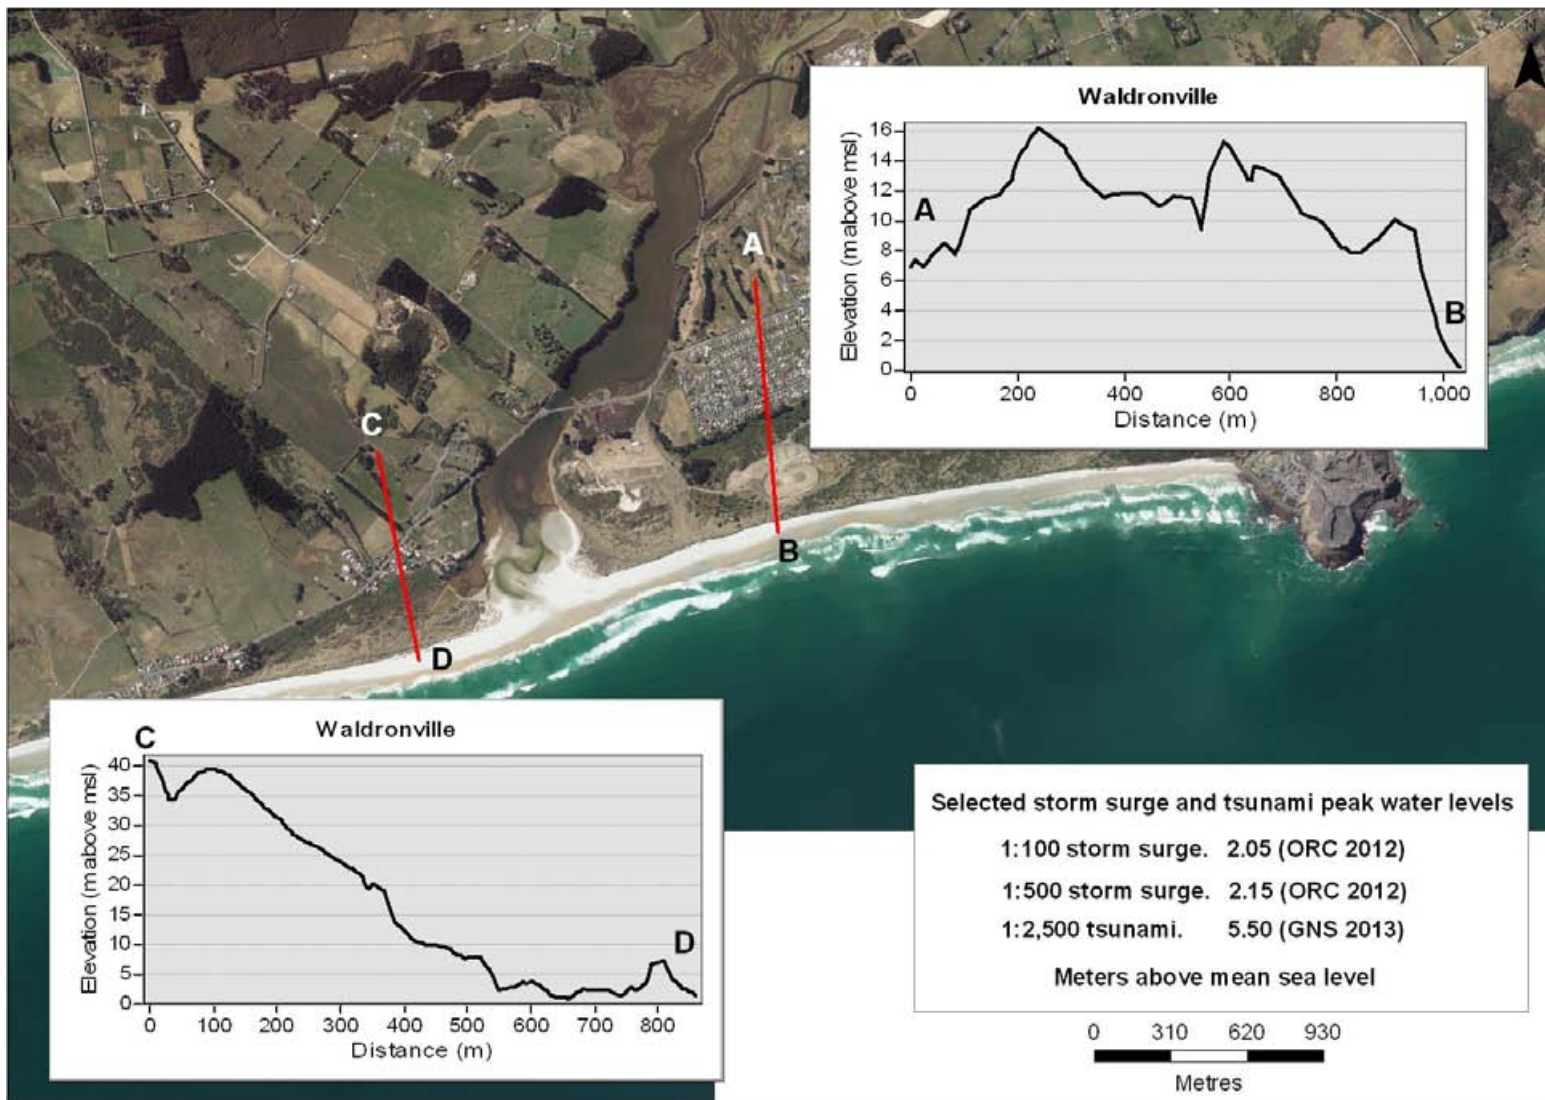 N
Waldronville
Elevation (m above msl)
16
14
12
10
8
6
4
2
0
A
B
0 200 400 600 800 1,000
Distance (m)
A
B
C
D
Waldronville
C
Elevation (m above msl)
40
35
30
25
20
15
10
5
0
D
0 100 200 300 400 500 600 700 800
Distance (m)
Selected storm surge and tsunami peak water levels
1:100 storm surge. 2.05 (ORC 2012)
1:500 storm surge. 2.15 (ORC 2012)
1:2,500 tsunami. 5.50 (GNS 2013)
Meters above mean sea level
0 310 620 930
Metres